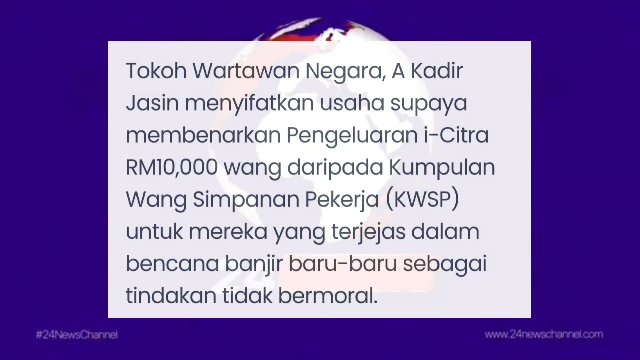 Tokoh Wartawan Negara, A Kadir
Jasin menyifatkan usaha supaya
membenarkan Pengeluaran i-Citra
RM10,000 wang daripada Kumpulan
Wang Simpanan Pekerja (KWSP)
untuk mereka yang terjejas dalam
bencana banjir baru-baru sebagai
tindakan tidak bermoral.
#24NewsChannel
www.24newschannel.com